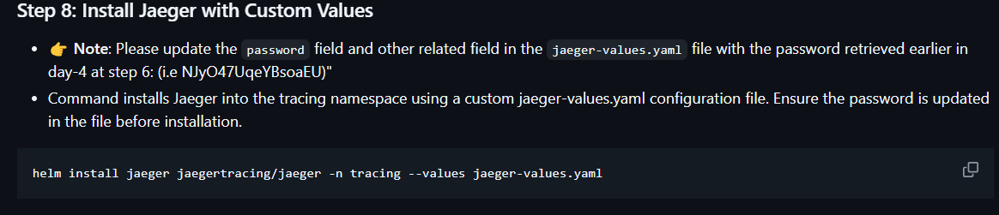 Step 8: Install Jaeger with Custom Values
👉 Note: Please update the password field and other related field in the jaeger-values.yaml file with the password retrieved earlier in
day-4 at step 6: (i.e NJyO47UqeYBsoaEU)"
Command installs Jaeger into the tracing namespace using a custom jaeger-values.yaml configuration file. Ensure the password is updated
in the file before installation.
helm install jaeger jaegertracing/jaeger -n tracing --values jaeger-values.yaml